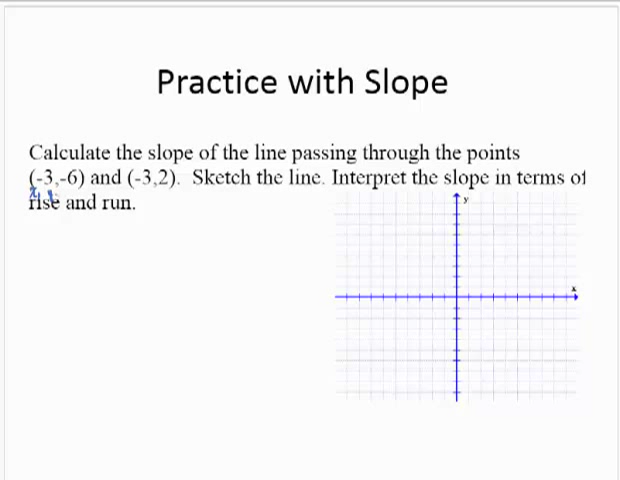 Practice with Slope
Calculate the slope of the line passing through the points
(-3,-6) and (-3,2). Sketch the line. Interpret the slope in terms of
rise and run.
y
x